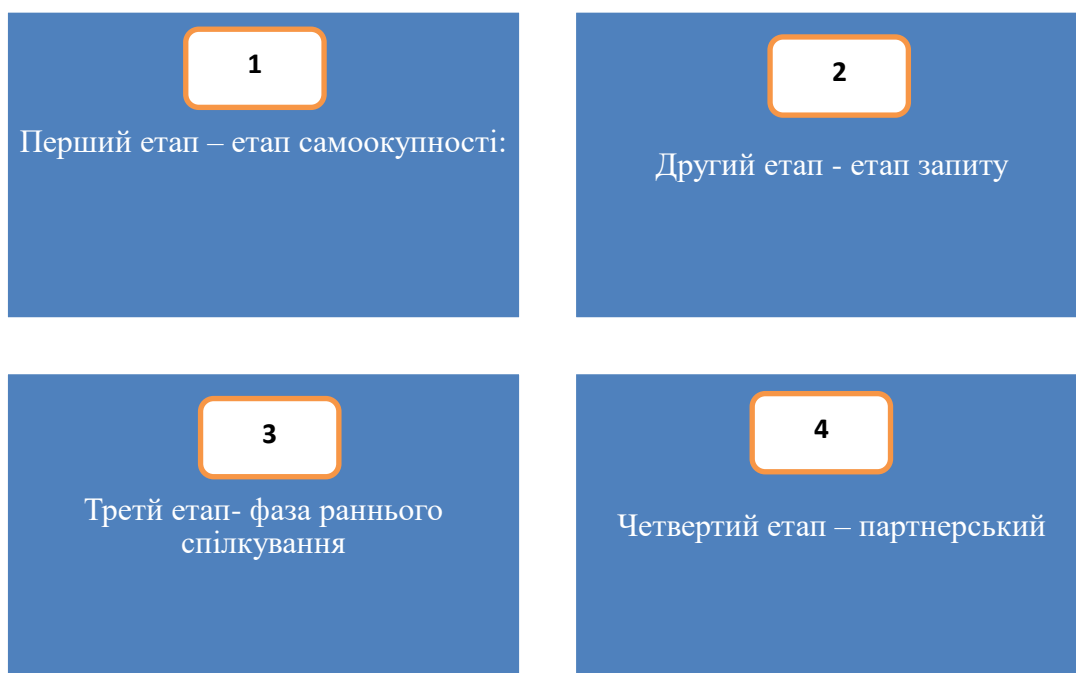 1
Перший етап – етап самоокупності:
2
Другий етап - етап запиту
3
Третй етап- фаза раннього
спілкування
4
Четвертий етап – партнерський